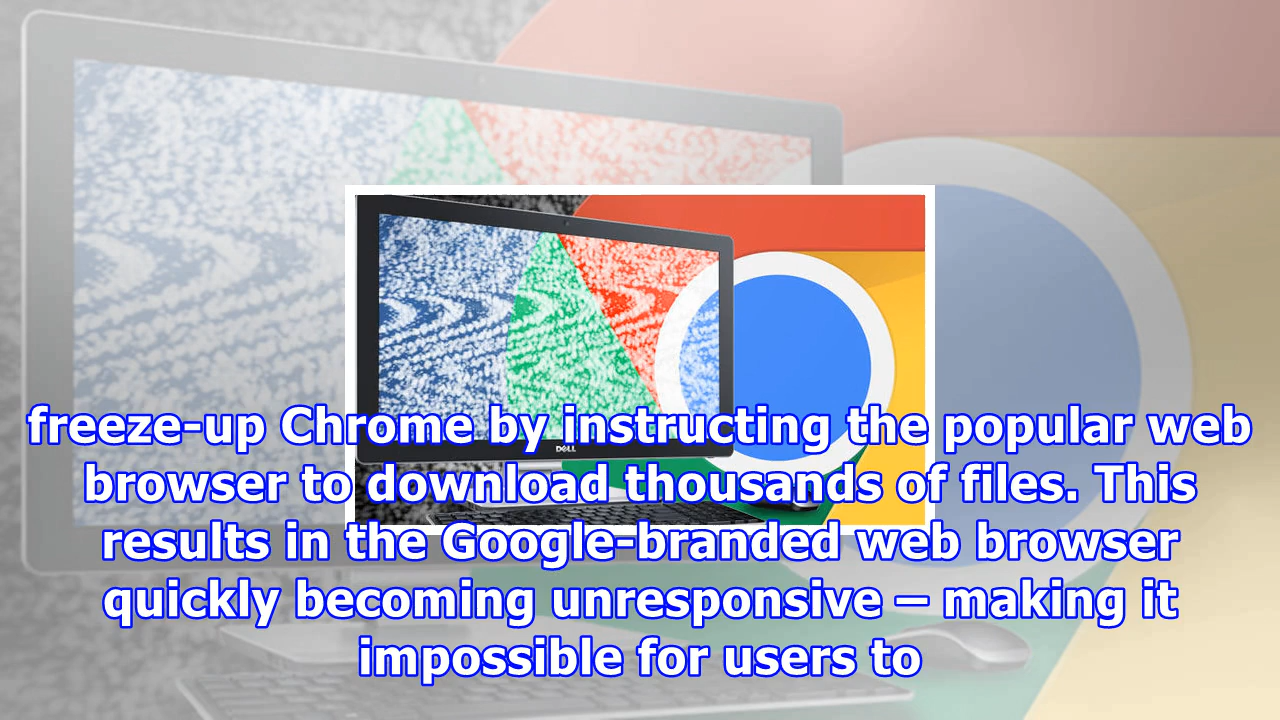 DELL
freeze-up Chrome by instructing the popular web
browser to download thousands of files. This
results in the Google-branded web browser
quickly becoming unresponsive – making it
impossible for users to